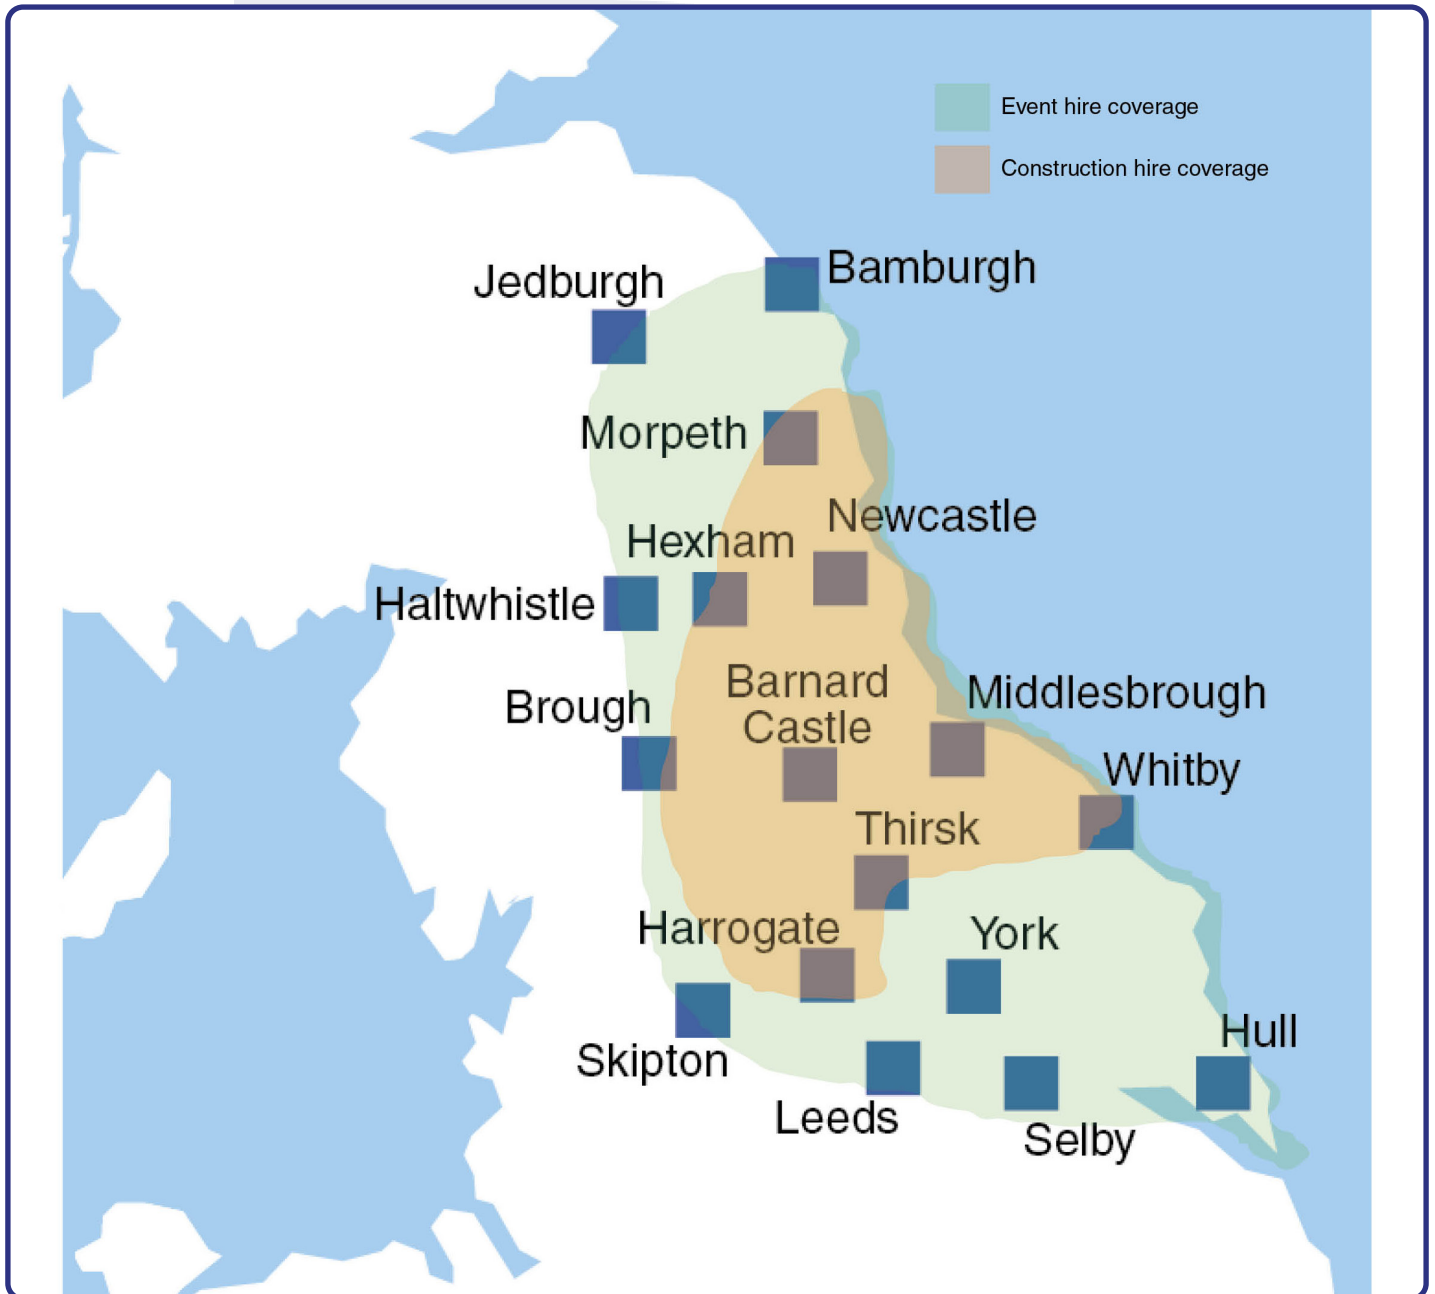 Event hire coverage
Construction hire coverage
Bamburgh
Jedburgh
Morpeth
Newcastle
Hexham
Haltwhistle
Barnard
Castle
Middlesbrough
Brough
Whitby
Thirsk
Harrogate
York
Hull
Skipton
Leeds
Selby